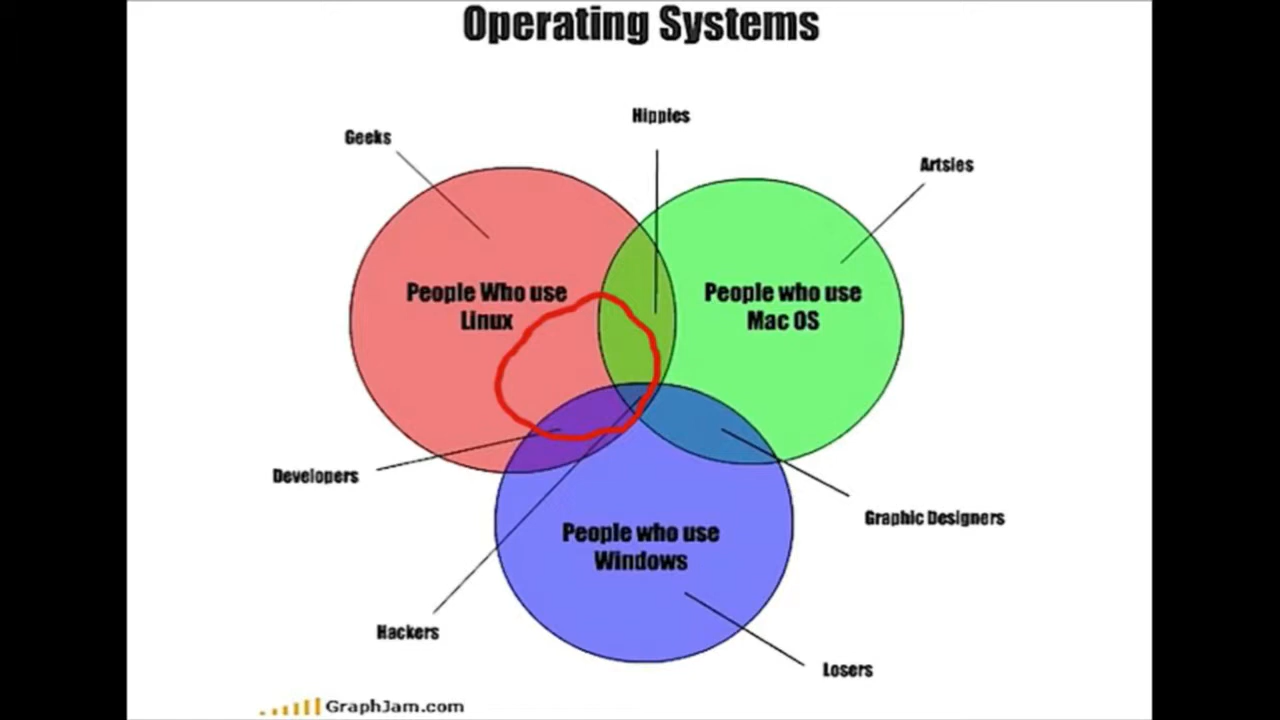 Operating Systems
Hippies
Geeks
Artsies
People Who use
Linux
People who use
Mac OS
Developers
Graphic Designers
People who use
Windows
Hackers
Losers
GraphJam.com